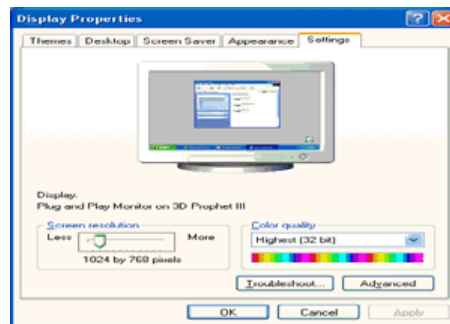 Display Properties
Themes Desktop Screen Saver Appearance Settings
Display:
Plug and Play Monitor on 3D Prophet III
Screen resolution
Less More
1024 by 768 pixels
Color quality
Highest (32 bit)
Troubleshoot... Advanced
OK Cancel Apply